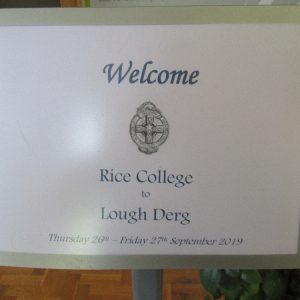 Welcome
Rice College
to
Lough Derg
Thursday 26th – Friday 27th September 2019